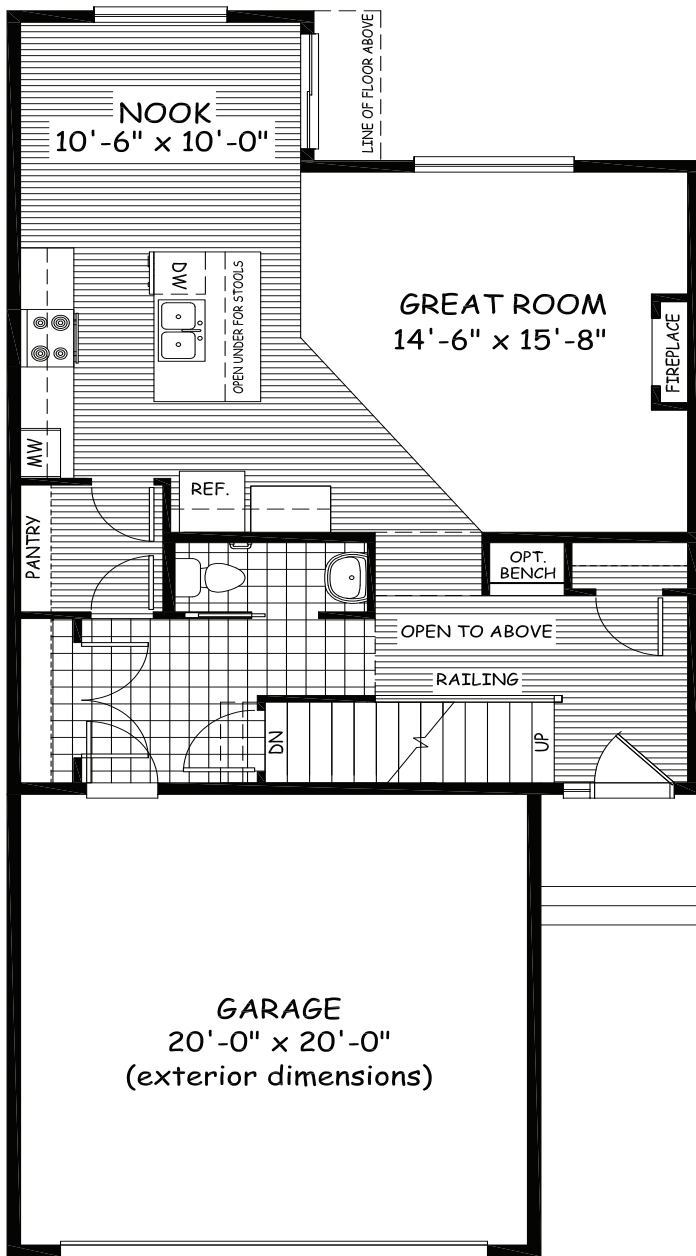 LINE OF FLOOR ABOVE
NOOK
10'-6" x 10'-0"
DW
OPEN UNDER FOR STOOLS
GREAT ROOM
14'-6" x 15'-8"
FIREPLACE
MW
REF.
PANTRY
OPT.
BENCH
OPEN TO ABOVE
RAILING
DN
UP
GARAGE
20'-0" x 20'-0"
(exterior dimensions)